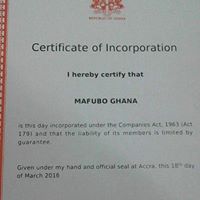 REPUBLIC OF GHANA
Certificate of Incorporation
I hereby certify that
MAFUBO GHANA
is this day incorporated under the Companies Act, 1963 (Act
179) and that the liability of its members is limited by
guarantee.
Given under my hand and official seal at Accra, this 18th day
of March 2016